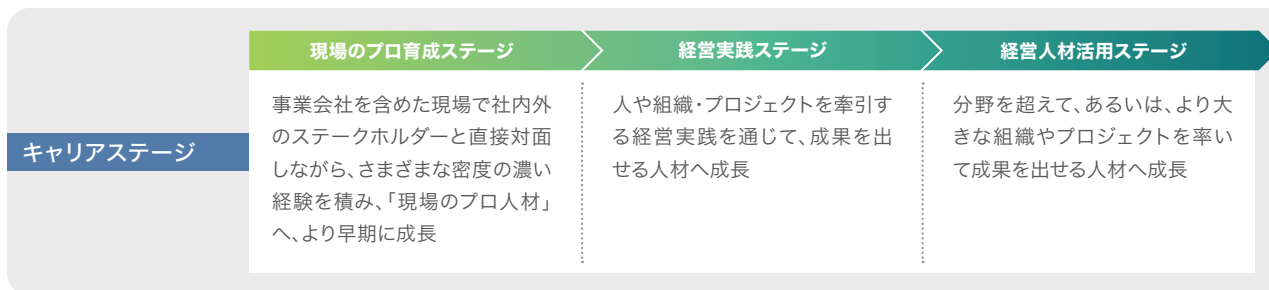 現場のプロ育成ステージ
経営実践ステージ
経営人材活用ステージ
キャリアステージ
事業会社を含めた現場で社内外
のステークホルダーと直接対面
しながら、さまざまな密度の濃い
経験を積み、「現場のプロ人材」
へ、より早期に成長
人や組織・プロジェクトを牽引す
る経営実践を通じて、成果を出
せる人材へ成長
分野を超えて、あるいは、より大
きな組織やプロジェクトを率い
て成果を出せる人材へ成長